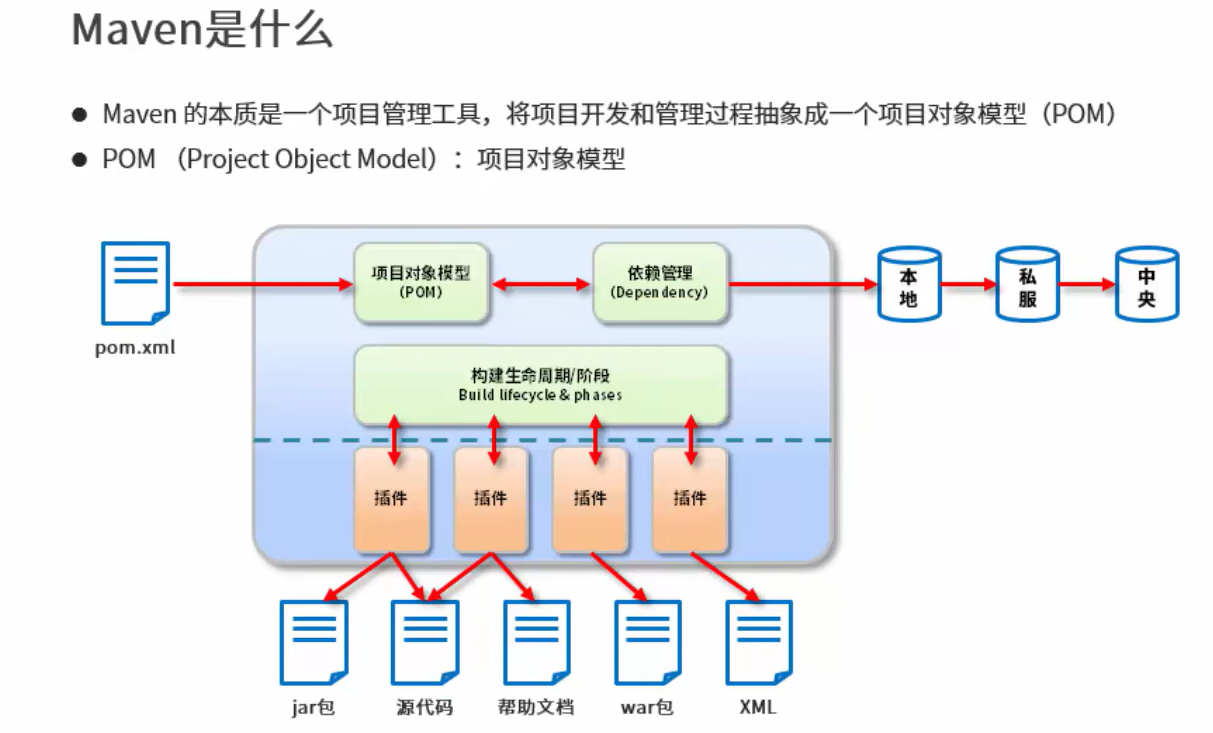 Maven是什么
● Maven 的本质是一个项目管理工具，将项目开发和管理过程抽象成一个项目对象模型（POM）
● POM （Project Object Model）：项目对象模型
项目对象模型
（POM）
依赖管理
（Dependency）
本
地
私
服
中
央
pom.xml
构建生命周期/阶段
Build lifecycle & phases
插件
插件
插件
插件
jar包
源代码
帮助文档
war包
XML